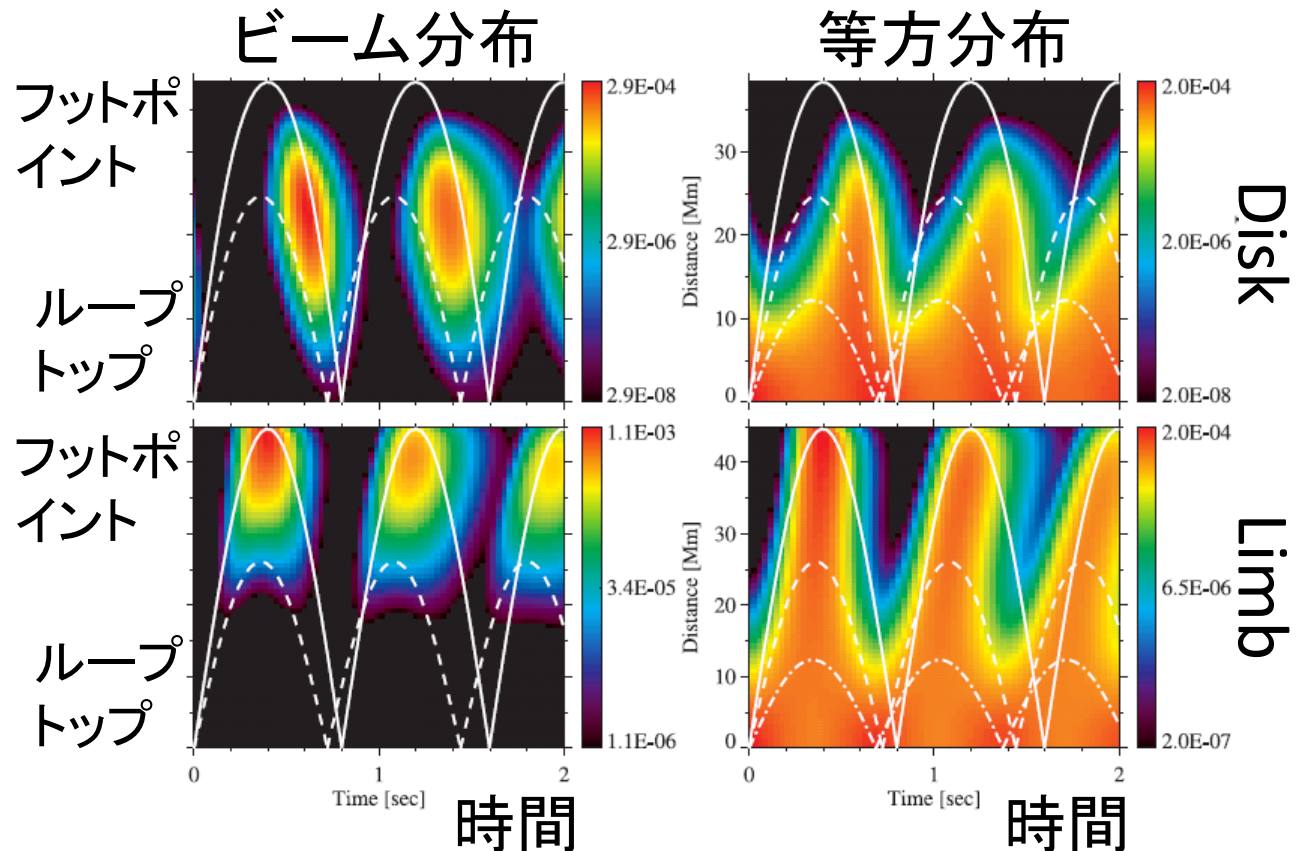 ビーム分布
等方分布
フットポ
イント
ループ
トップ
2.9E-04
2.9E-06
2.9E-08
30
20
10
0
Distance [Mm]
2.0E-04
2.0E-06
2.0E-08
Disk
フットポ
イント
ループ
トップ
1.1E-03
3.4E-05
1.1E-06
40
30
20
10
0
Distance [Mm]
2.0E-04
6.5E-06
2.0E-07
Limb
0 1 2
Time [sec]
時間
0 1 2
Time [sec]
時間